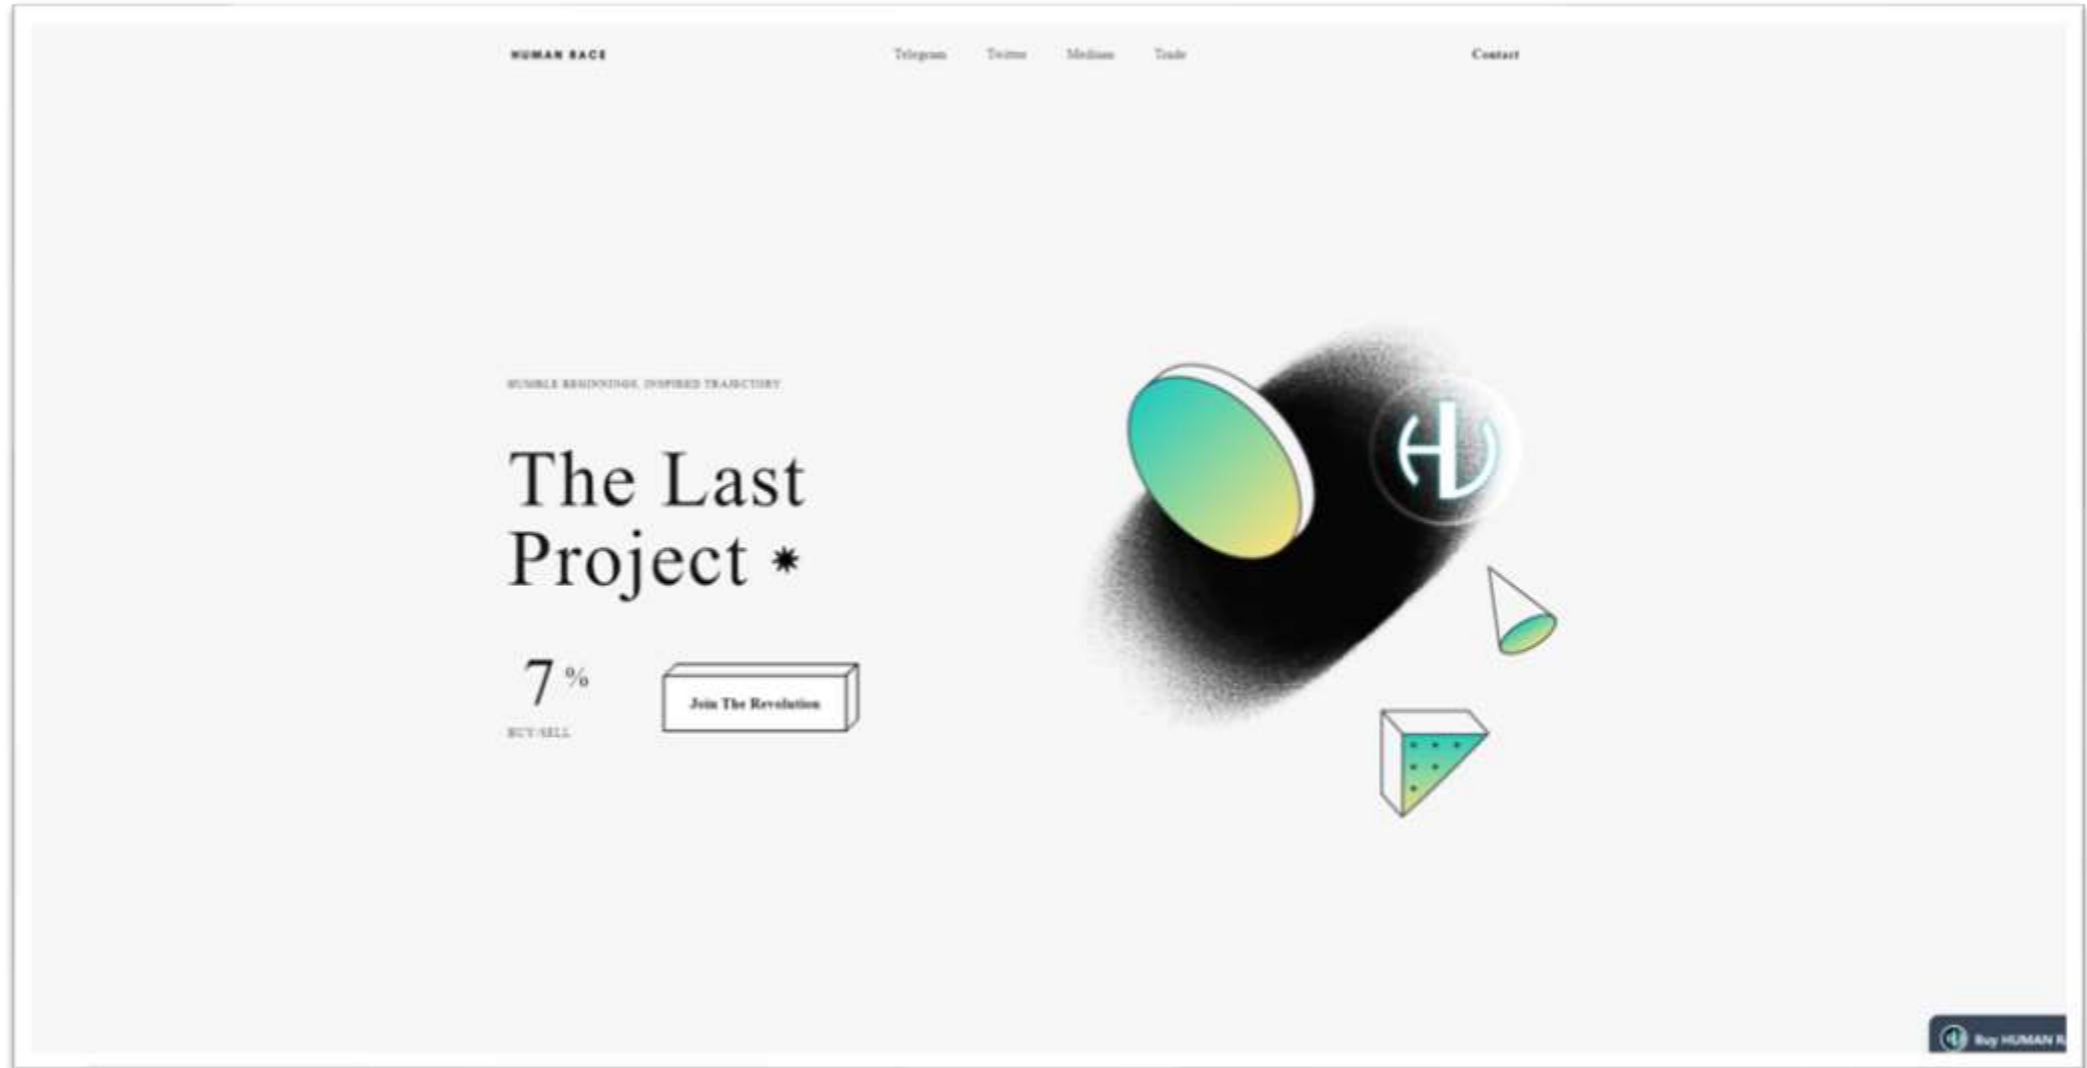 HUMAN RACE
Telegram Twitter Medium Trade
Contact
HUMBLE BEGINNINGS, INSPIRED TRAJECTORY
The Last
Project *
7 %
BUY/SELL
Join The Revolution
Buy HUMAN R